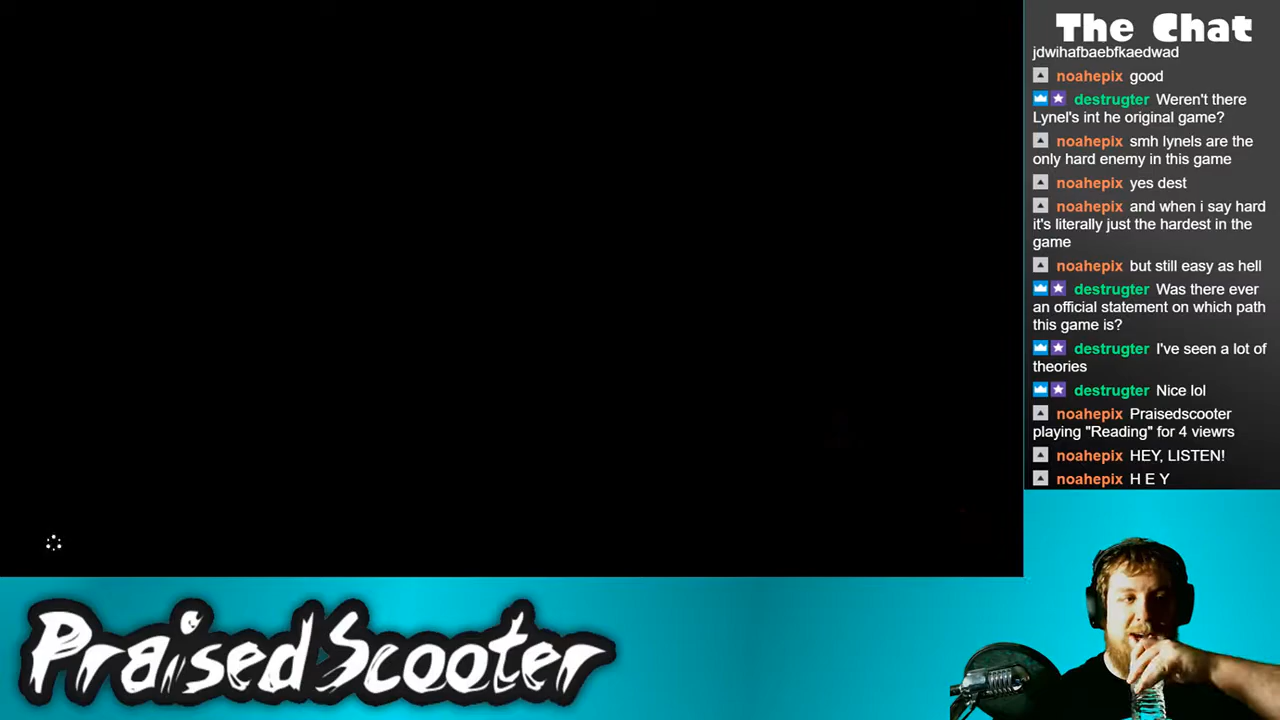 The Chat
jdwihafbaebfkaedwad
noahepix good
destrugter Weren't there
Lynel's int he original game?
noahepix smh lynels are the
only hard enemy in this game
noahepix yes dest
noahepix and when i say hard
it's literally just the hardest in the
game
noahepix but still easy as hell
destrugter Was there ever
an official statement on which path
this game is?
destrugter I've seen a lot of
theories
destrugter Nice lol
noahepix Praisedscooter
playing "Reading" for 4 viewrs
noahepix HEY, LISTEN!
noahepix H E Y
PraisedScooter